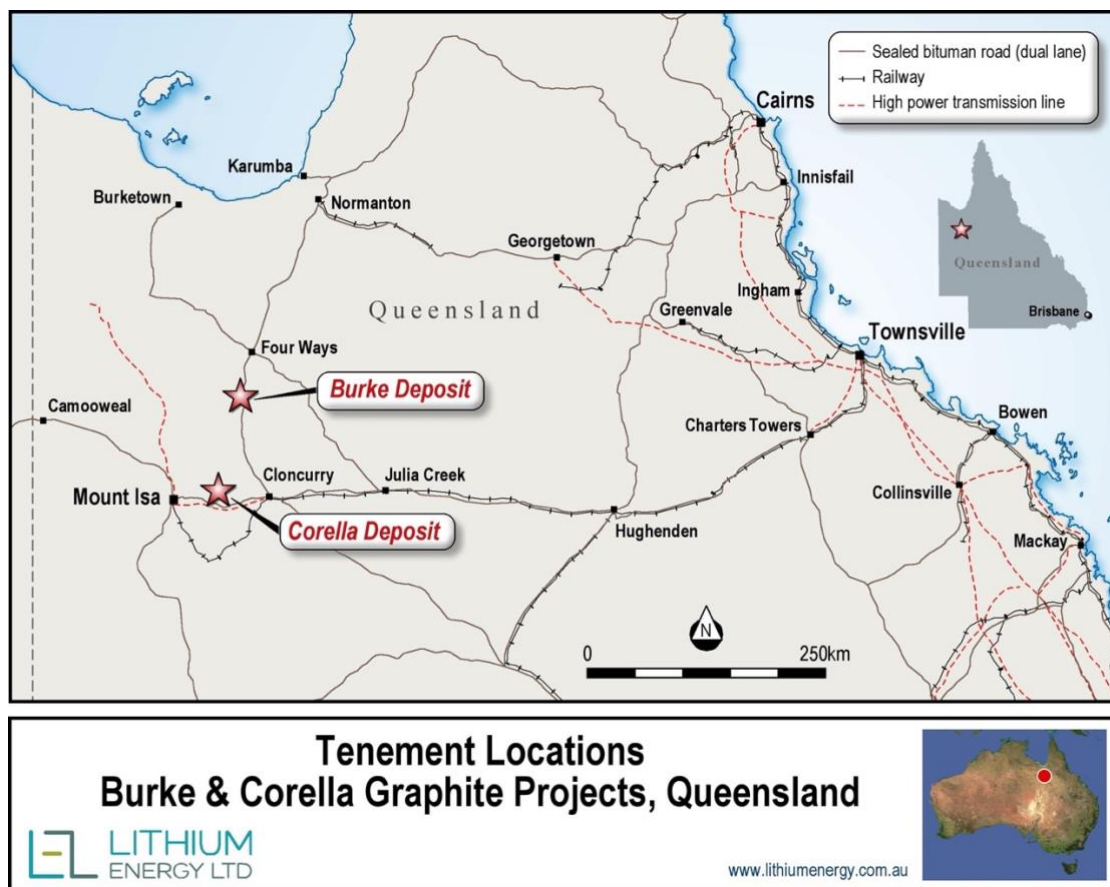 Sealed bituman road (dual lane)
Railway
High power transmission line
Cairns
Karumba
Innisfail
Burketown
Normanton
Georgetown
Queensland
Brisbane
Ingham
Greenvale
Queensland
Townsville
Four Ways
Burke Deposit
Camooweal
Bowen
Charters Towers
Julia Creek
Cloncurry
Mount Isa
Collinsville
Corella Deposit
Hughenden
Mackay
N
0 250km
Tenement Locations
Burke & Corella Graphite Projects, Queensland
LITHIUM
ENERGY LTD
www.lithiumenergy.com.au